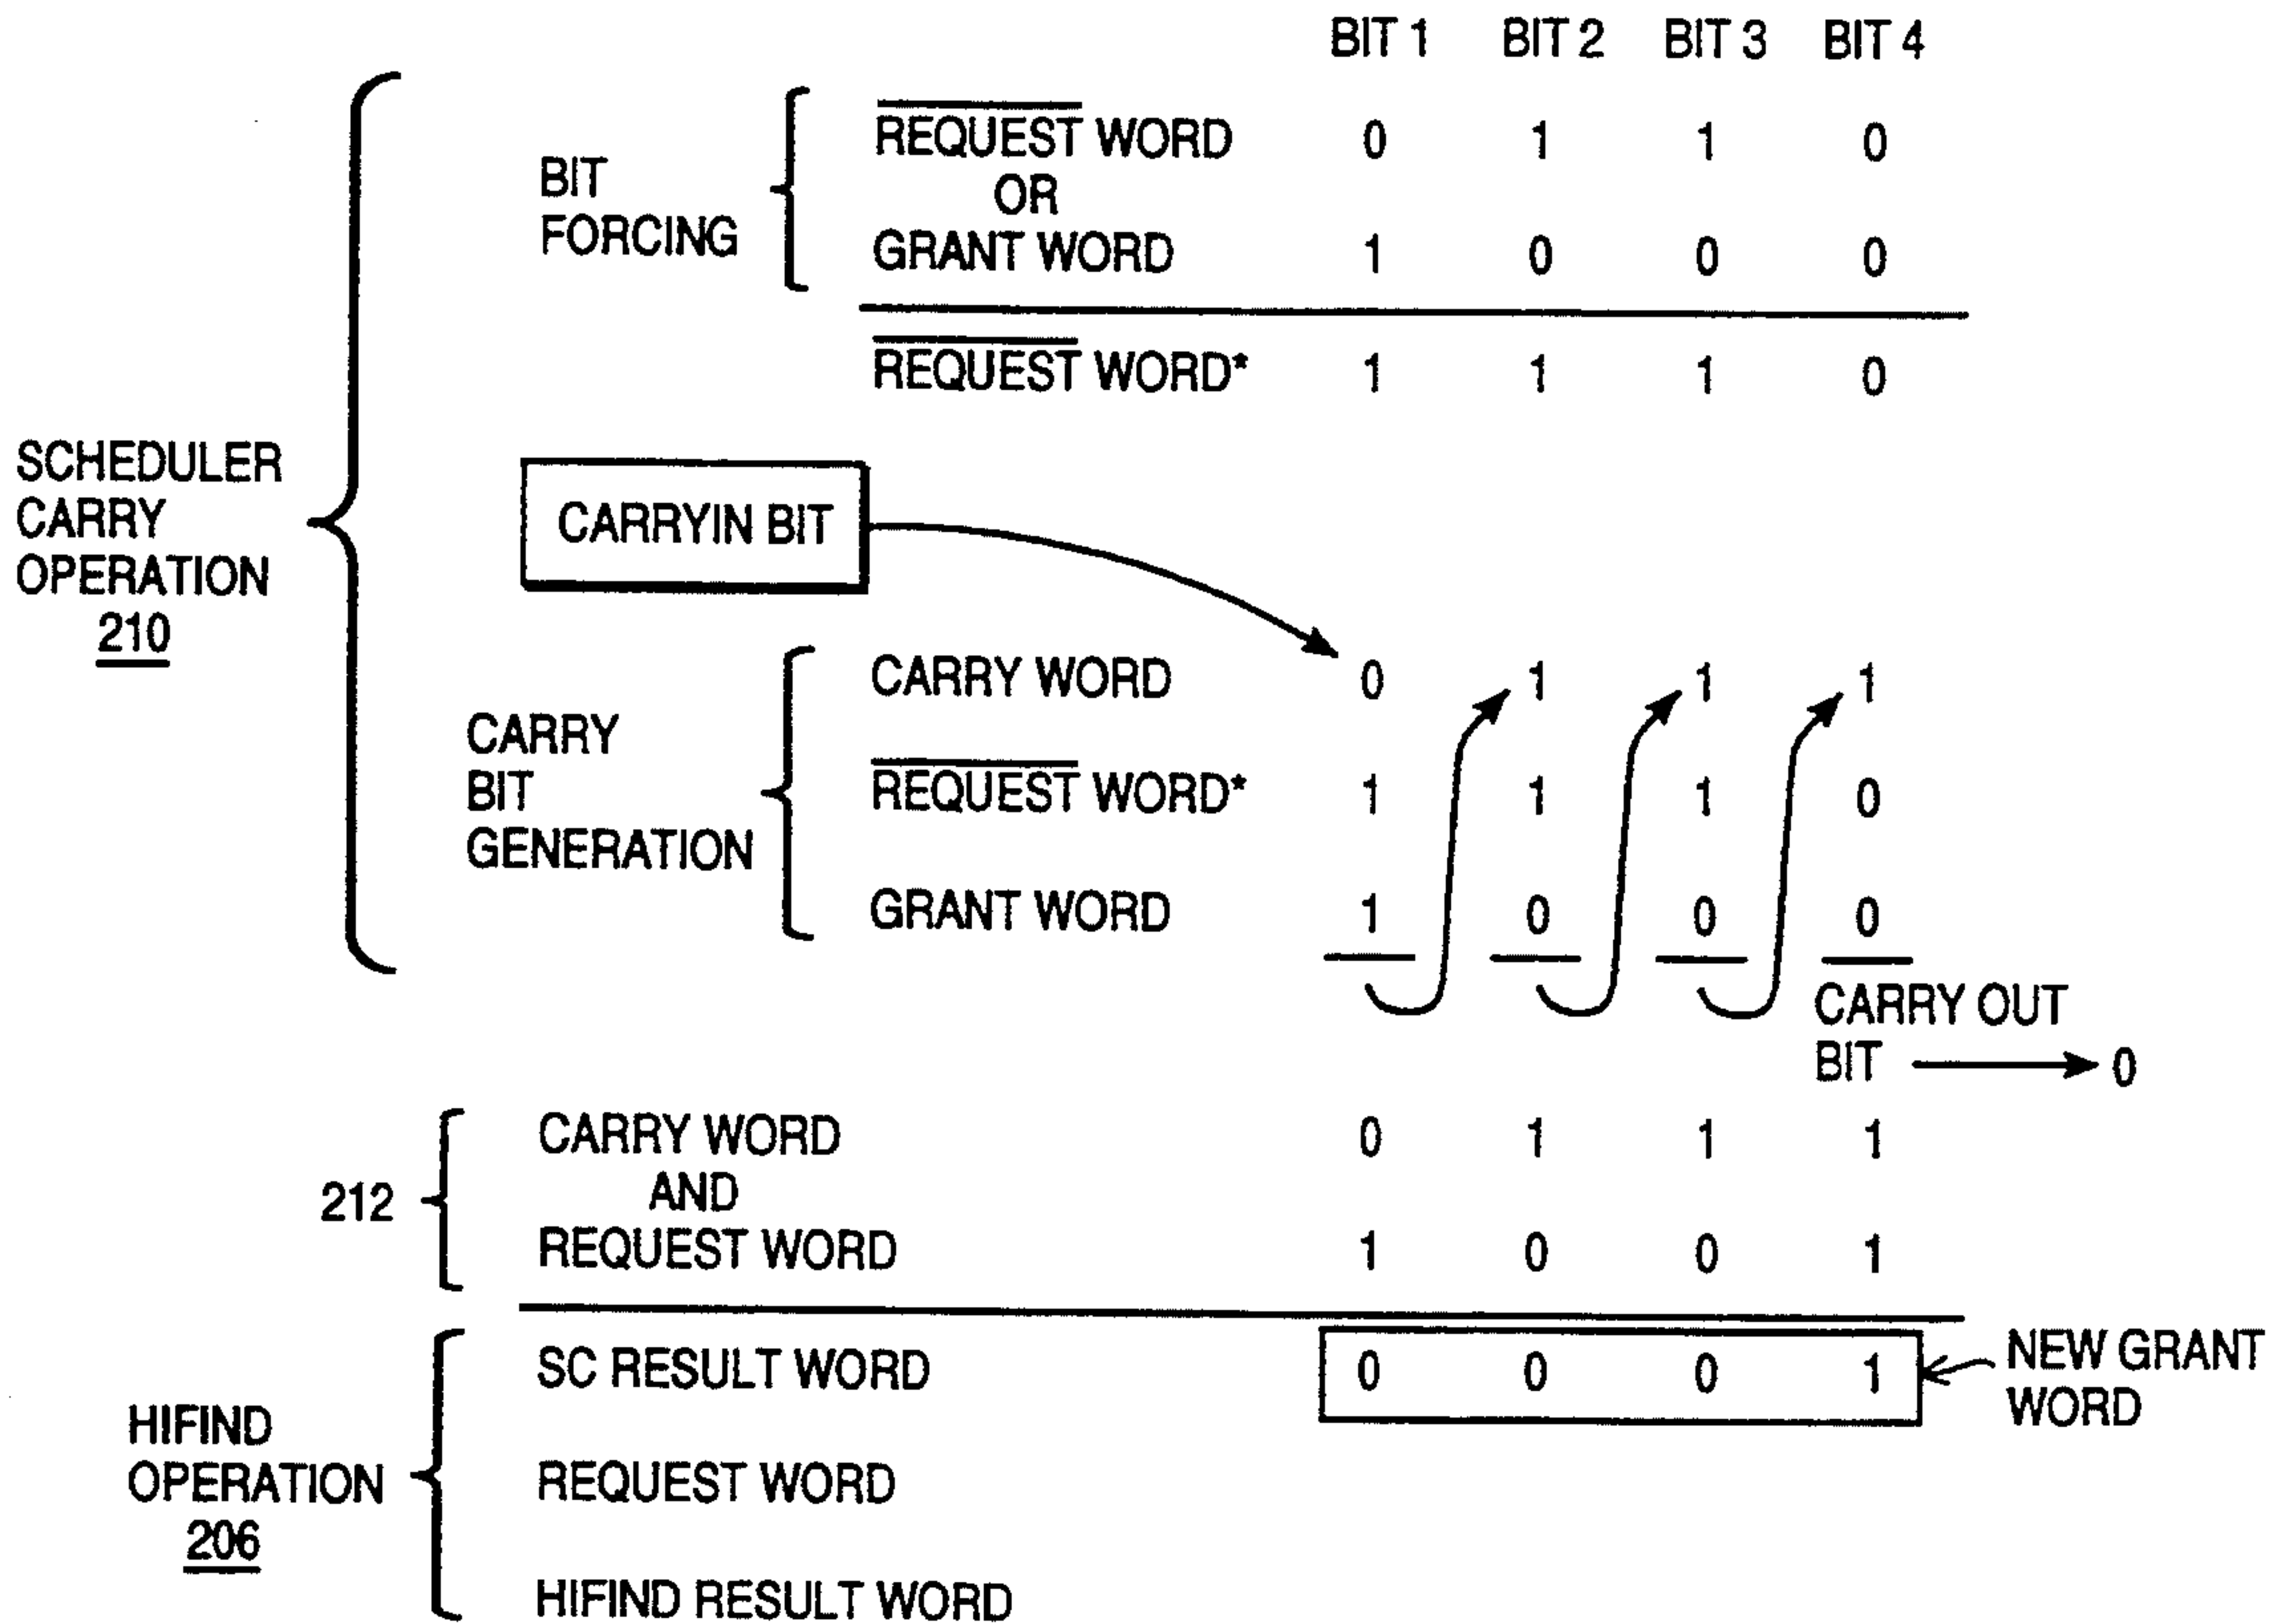 BIT 1 BIT 2 BIT 3 BIT 4
REQUEST WORD 0 1 1 0
BIT
FORCING
OR
GRANT WORD 1 0 0 0
REQUEST WORD* 1 1 1 0
SCHEDULER
CARRY
OPERATION
210
CARRYIN BIT
CARRY WORD 0 1 1 1
CARRY
BIT
GENERATION
REQUEST WORD* 1 1 1 0
GRANT WORD 1 0 0 0
CARRY OUT
BIT 0
212
CARRY WORD 0 1 1 1
AND
REQUEST WORD 1 0 0 1
SC RESULT WORD 0 0 0 1
NEW GRANT
WORD
HIFIND
OPERATION
206
REQUEST WORD
HIFIND RESULT WORD